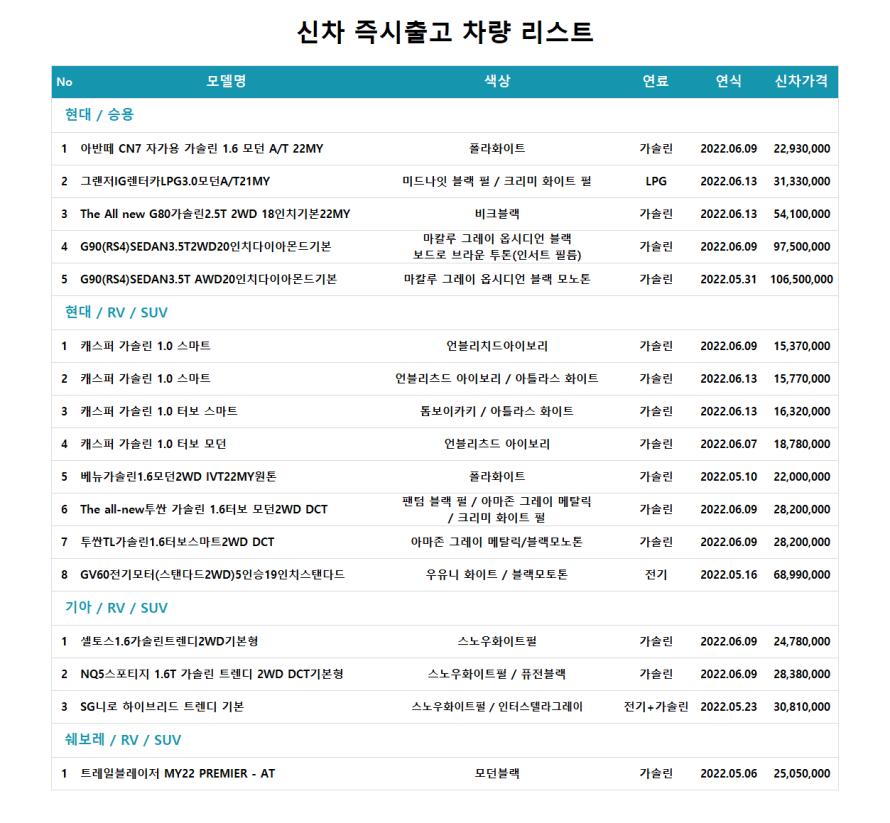 신차 즉시출고 차량 리스트
No 모델명 색상 연료 연식 신차가격
현대 / 승용
1 아반떼 CN7 자가용 가솔린 1.6 모던 A/T 22MY 폴라화이트 가솔린 2022.06.09 22,930,000
2 그랜저IG렌터카LPG3.0모던A/T21MY 미드나잇 블랙 펄 / 크리미 화이트 펄 LPG 2022.06.13 31,330,000
3 The All new G80가솔린2.5T 2WD 18인치기본22MY 비크블랙 가솔린 2022.06.13 54,100,000
4 G90(RS4)SEDAN3.5T2WD20인치다이아몬드기본 마칼루 그레이 옵시디언 블랙 가솔린 2022.06.09 97,500,000
보드로 브라운 투톤(인서트 필름)
5 G90(RS4)SEDAN3.5T AWD20인치다이아몬드기본 마칼루 그레이 옵시디언 블랙 모노톤 가솔린 2022.05.31 106,500,000
현대 / RV / SUV
1 캐스퍼 가솔린 1.0 스마트 언블리치드아이보리 가솔린 2022.06.09 15,370,000
2 캐스퍼 가솔린 1.0 스마트 언블리츠드 아이보리 / 아틀라스 화이트 가솔린 2022.06.13 15,770,000
3 캐스퍼 가솔린 1.0 터보 스마트 톰보이카키 / 아틀라스 화이트 가솔린 2022.06.13 16,320,000
4 캐스퍼 가솔린 1.0 터보 모던 언블리츠드 아이보리 가솔린 2022.06.07 18,780,000
5 베뉴가솔린1.6모던2WD IVT22MY원톤 폴라화이트 가솔린 2022.05.10 22,000,000
6 The all-new투싼 가솔린 1.6터보 모던2WD DCT 팬텀 블랙 펄 / 아마존 그레이 메탈릭 가솔린 2022.06.09 28,200,000
/ 크리미 화이트 펄
7 투싼TL가솔린1.6터보스마트2WD DCT 아마존 그레이 메탈릭/블랙모노톤 가솔린 2022.06.09 28,200,000
8 GV60전기모터(스탠다드2WD)5인승19인치스탠다드 우유니 화이트 / 블랙모토톤 전기 2022.05.16 68,990,000
기아 / RV / SUV
1 셀토스1.6가솔린트렌디2WD기본형 스노우화이트펄 가솔린 2022.06.09 24,780,000
2 NQ5스포티지 1.6T 가솔린 트렌디 2WD DCT기본형 스노우화이트펄 / 퓨전블랙 가솔린 2022.06.09 28,380,000
3 SG니로 하이브리드 트렌디 기본 스노우화이트펄 / 인터스텔라그레이 전기+가솔린 2022.05.23 30,810,000
쉐보레 / RV / SUV
1 트레일블레이저 MY22 PREMIER - AT 모던블랙 가솔린 2022.05.06 25,050,000